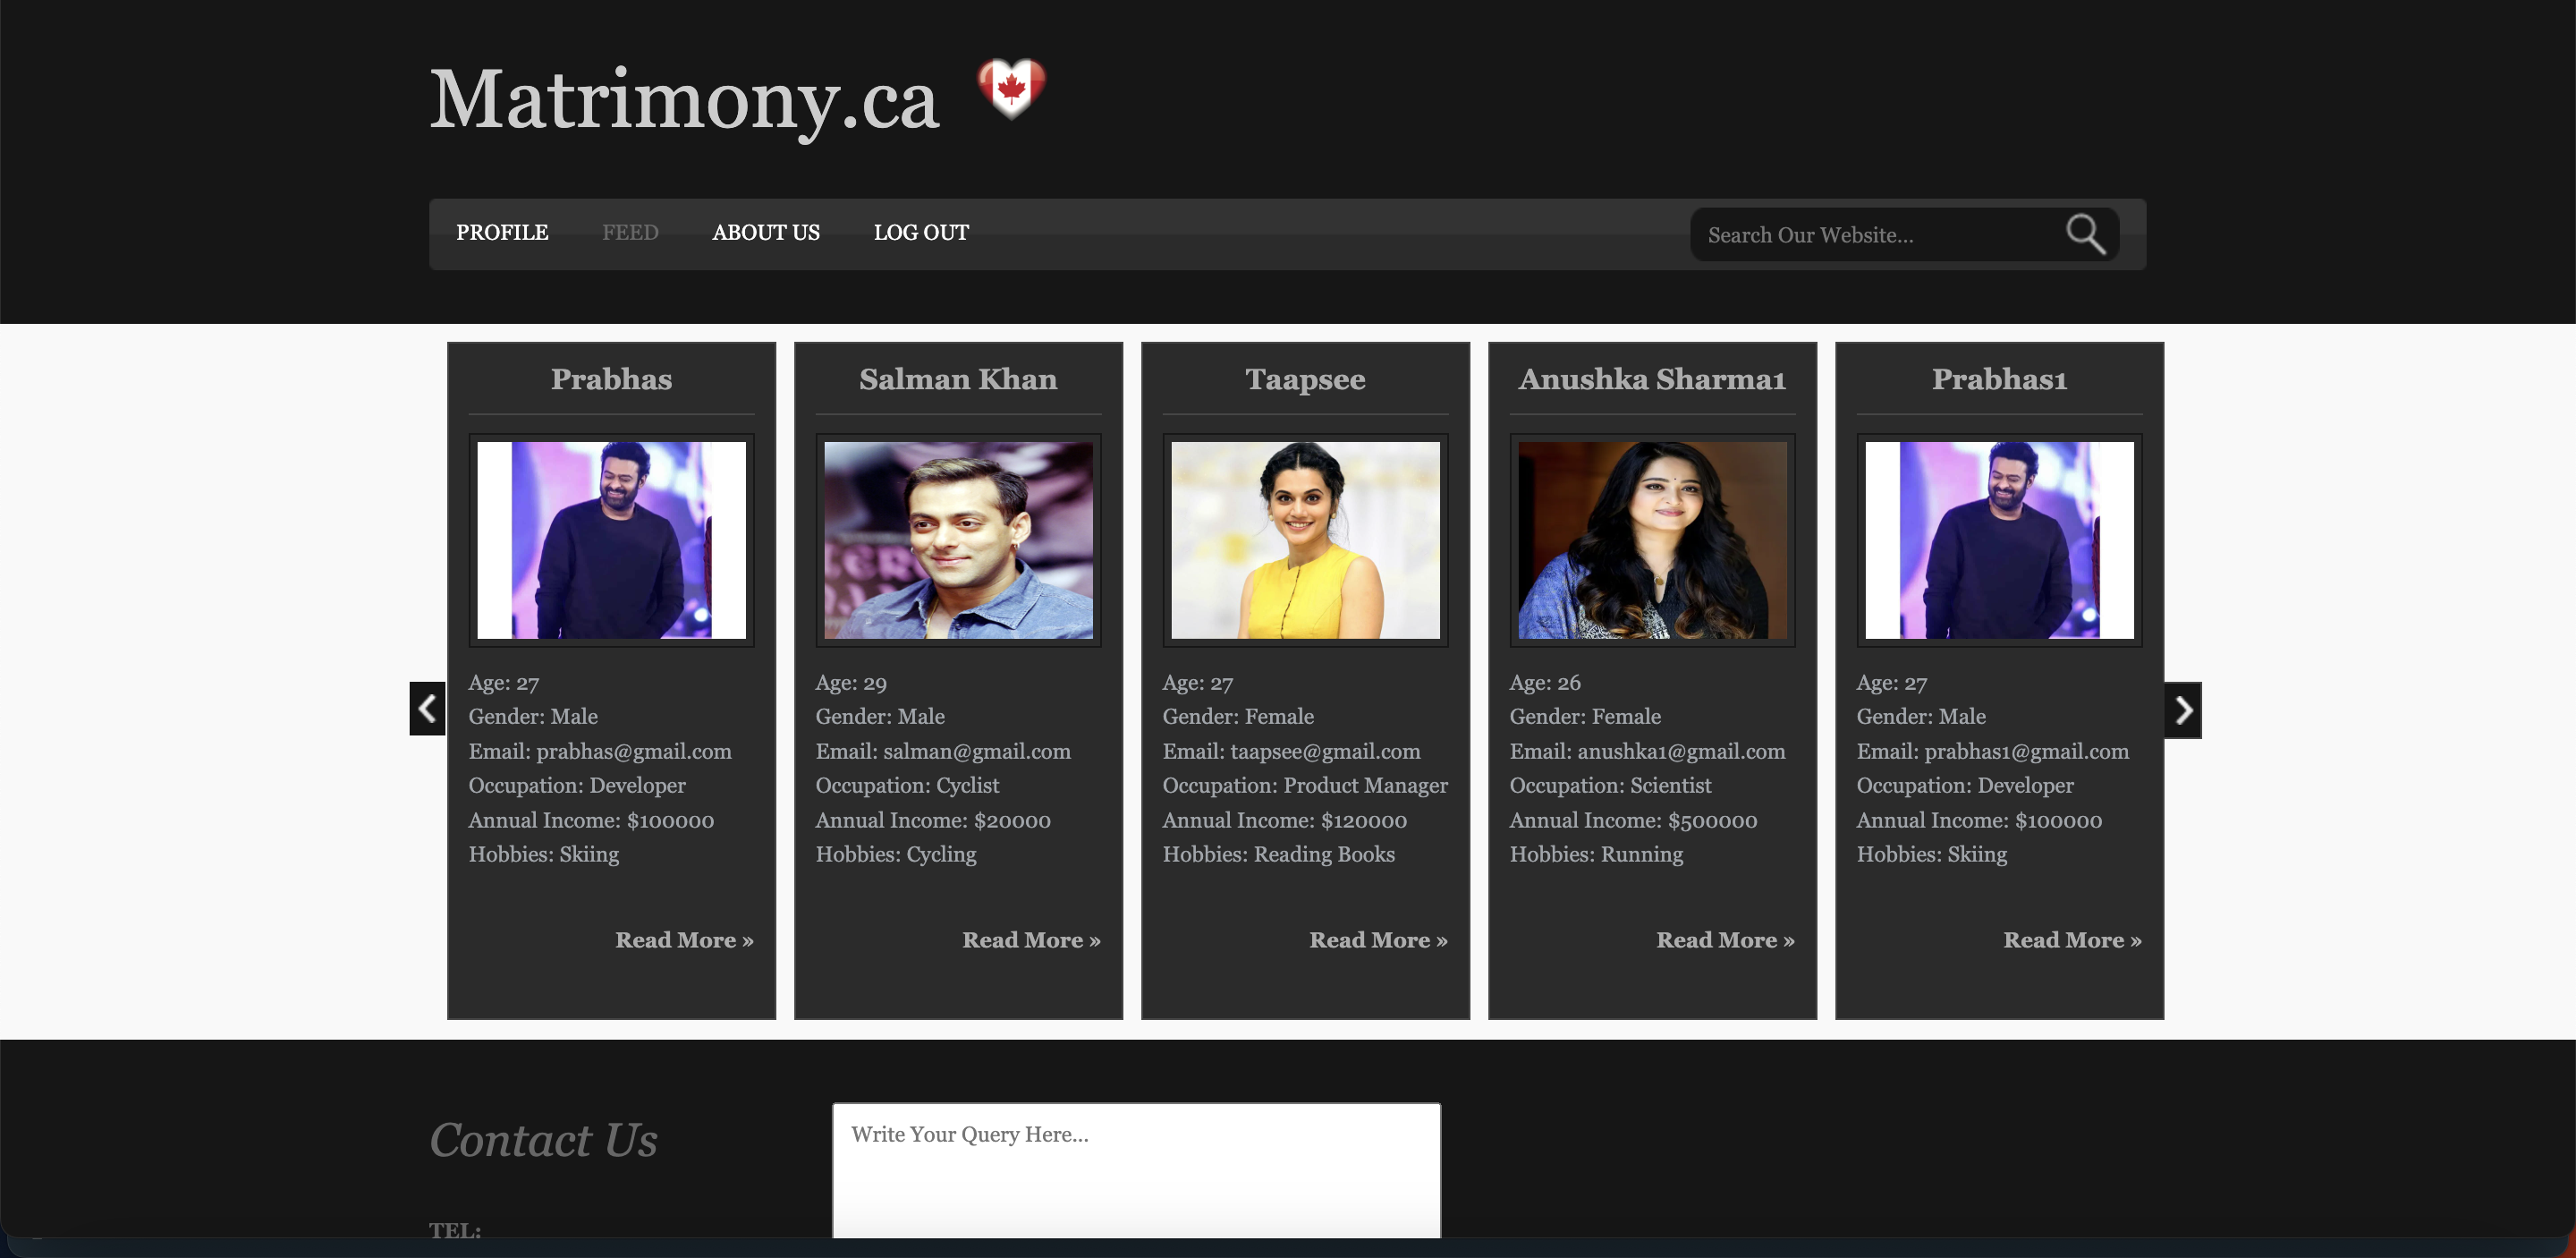 Matrimony.ca
PROFILE FEED ABOUT US LOG OUT Search Our Website...
Prabhas
Age: 27
Gender: Male
Email: prabhas@gmail.com
Occupation: Developer
Annual Income: $100000
Hobbies: Skiing
Read More »
Salman Khan
Age: 29
Gender: Male
Email: salman@gmail.com
Occupation: Cyclist
Annual Income: $20000
Hobbies: Cycling
Read More »
Taapsee
Age: 27
Gender: Female
Email: taapsee@gmail.com
Occupation: Product Manager
Annual Income: $120000
Hobbies: Reading Books
Read More »
Anushka Sharma1
Age: 26
Gender: Female
Email: anushka1@gmail.com
Occupation: Scientist
Annual Income: $500000
Hobbies: Running
Read More »
Prabhas1
Age: 27
Gender: Male
Email: prabhas1@gmail.com
Occupation: Developer
Annual Income: $100000
Hobbies: Skiing
Read More »
Contact Us
Write Your Query Here...
TEL: